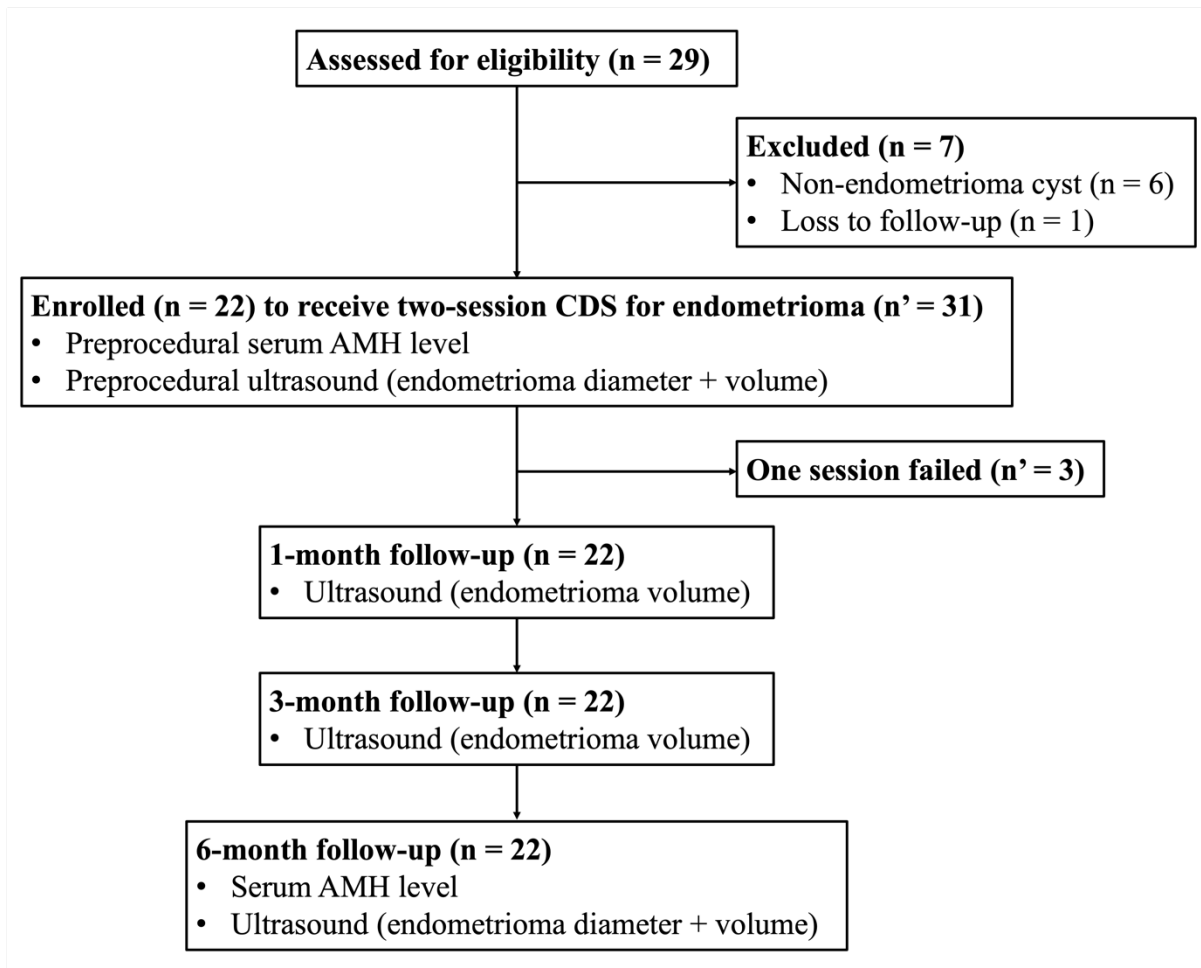 Assessed for eligibility (n = 29)
Excluded (n = 7)
• Non-endometrioma cyst (n = 6)
• Loss to follow-up (n = 1)
Enrolled (n = 22) to receive two-session CDS for endometrioma (n’ = 31)
• Preprocedural serum AMH level
• Preprocedural ultrasound (endometrioma diameter + volume)
One session failed (n’ = 3)
1-month follow-up (n = 22)
• Ultrasound (endometrioma volume)
3-month follow-up (n = 22)
• Ultrasound (endometrioma volume)
6-month follow-up (n = 22)
• Serum AMH level
• Ultrasound (endometrioma diameter + volume)